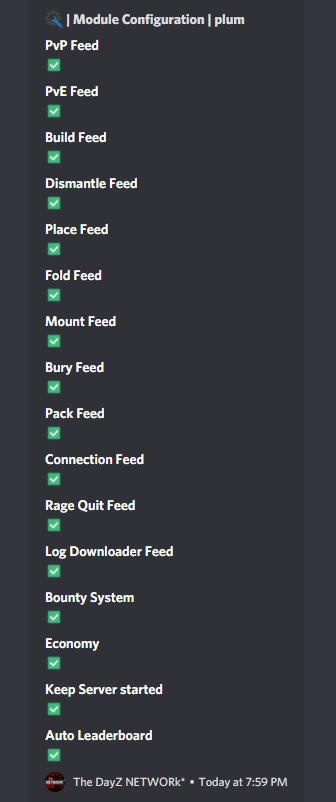 | Module Configuration | plum
PvP Feed
PvE Feed
Build Feed
Dismantle Feed
Place Feed
Fold Feed
Mount Feed
Bury Feed
Pack Feed
Connection Feed
Rage Quit Feed
Log Downloader Feed
Bounty System
Economy
Keep Server started
Auto Leaderboard
The DayZ NETWORk* • Today at 7:59 PM